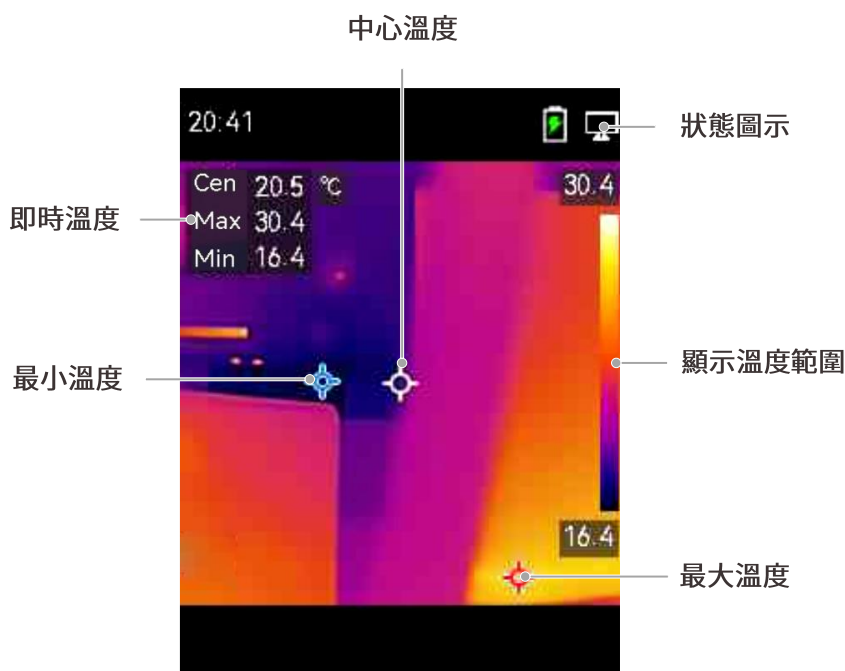 中心溫度
20:41
狀態圖示
Cen 20.5 °C
30.4
即時溫度
Max 30.4
Min 16.4
最小溫度
顯示溫度範圍
16.4
最大溫度